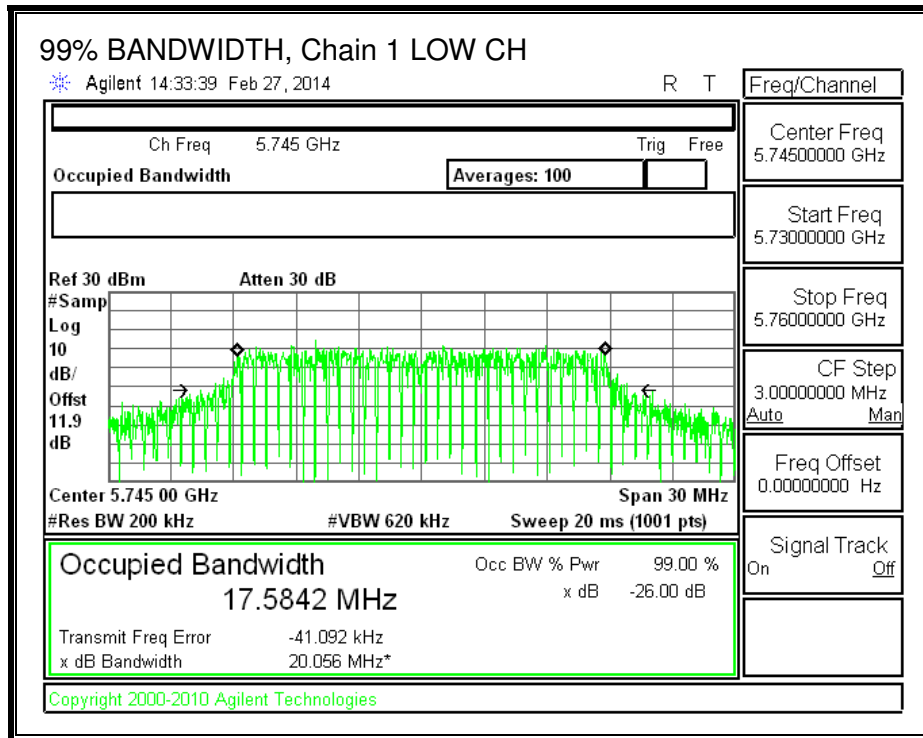 99% BANDWIDTH, Chain 1 LOW CH
Agilent 14:33:39 Feb 27, 2014 R T
Ch Freq 5.745 GHz Trig Free
Occupied Bandwidth Averages: 100
Ref 30 dBm Atten 30 dB
#Samp
Log
10
dB/
Offst
11.9
dB
Center 5.745 00 GHz Span 30 MHz
#Res BW 200 kHz #VBW 620 kHz Sweep 20 ms (1001 pts)
Occupied Bandwidth Occ BW % Pwr 99.00 %
17.5842 MHz x dB -26.00 dB
Transmit Freq Error -41.092 kHz
x dB Bandwidth 20.056 MHz*
Copyright 2000-2010 Agilent Technologies
Freq/Channel
Center Freq
5.74500000 GHz
Start Freq
5.73000000 GHz
Stop Freq
5.76000000 GHz
CF Step
3.00000000 MHz
Auto Man
Freq Offset
0.00000000 Hz
Signal Track
On Off